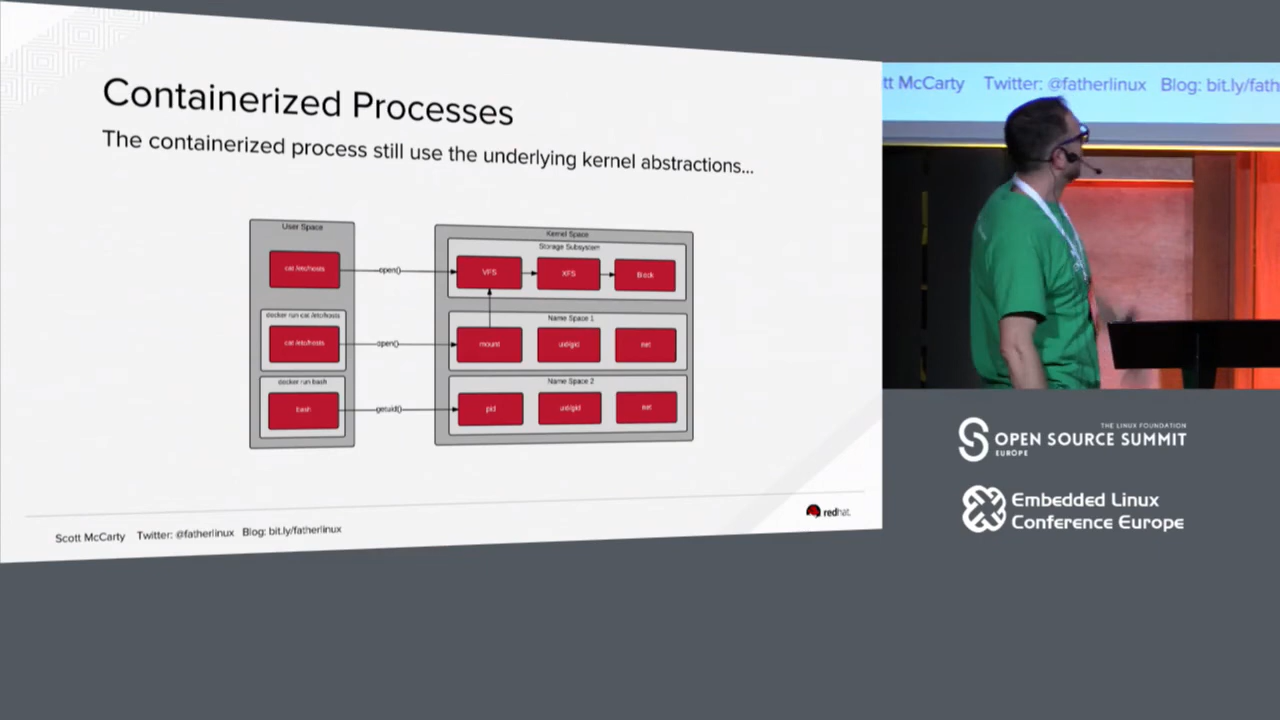 Containerized Processes
The containerized process still use the underlying kernel abstractions...
User Space
cat /etc/hosts
docker run cat /etc/hosts
cat /etc/hosts
docker run bash
bash
open()
open()
getuid()
Kernel Space
Storage Subsystem
VFS
XFS
Block
Name Space 1
mount
uid/gid
net
Name Space 2
pid
uid/gid
net
Scott McCarty Twitter: @fatherlinux Blog: bit.ly/fatherlinux
redhat.
tt McCarty Twitter: @fatherlinux Blog: bit.ly/fath
THE LINUX FOUNDATION
OPEN SOURCE SUMMIT
EUROPE
Embedded Linux
Conference Europe